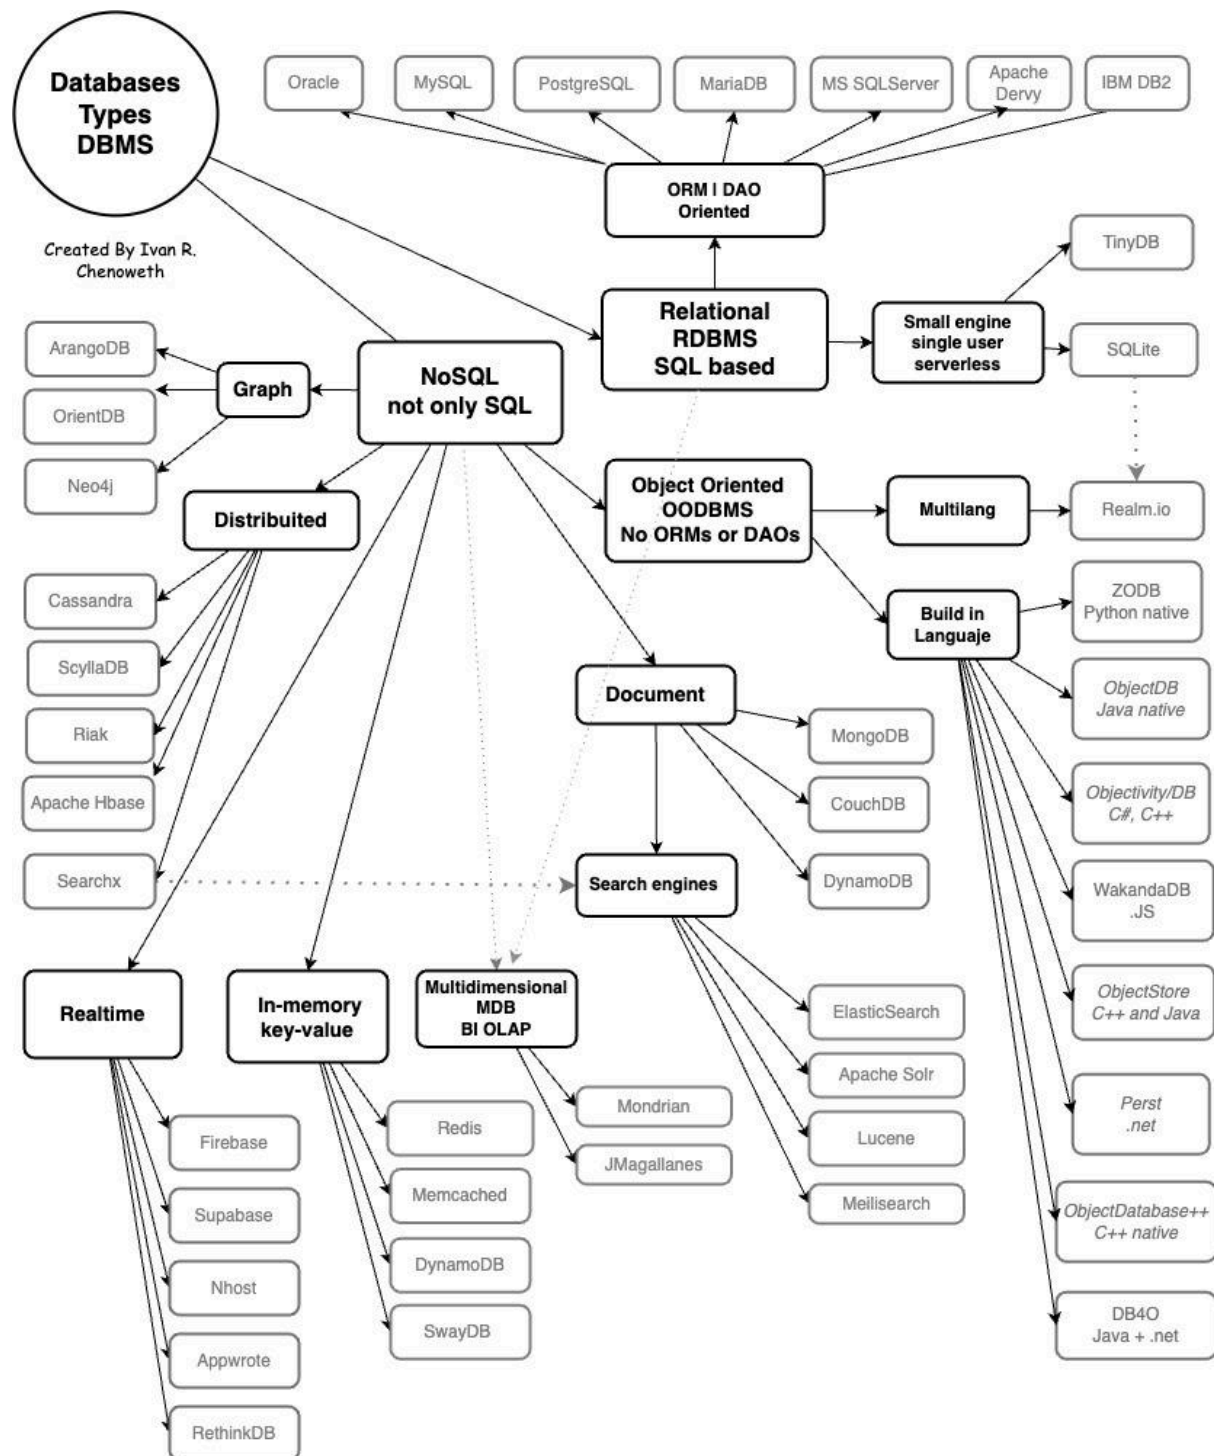 Databases
Types
DBMS
Created By Ivan R.
Chenoweth
Oracle
MySQL
PostgreSQL
MariaDB
MS SQLServer
Apache
Dervy
IBM DB2
ORM I DAO
Oriented
TinyDB
Relational
RDBMS
SQL based
Small engine
single user
serverless
SQLite
ArangoDB
Graph
NoSQL
not only SQL
OrientDB
Neo4j
Distribuited
Object Oriented
OODBMS
No ORMs or DAOs
Multilang
Realm.io
Cassandra
ScyllaDB
Riak
Apache Hbase
Searchx
Build in
Languaje
ZODB
Python native
ObjectDB
Java native
Objectivity/DB
C#, C++
WakandaDB
.JS
ObjectStore
C++ and Java
Perst
.net
ObjectDatabase++
C++ native
DB4O
Java + .net
Document
MongoDB
CouchDB
DynamoDB
Search engines
ElasticSearch
Apache Solr
Lucene
Meilisearch
Realtime
In-memory
key-value
Multidimensional
MDB
BI OLAP
Mondrian
JMagallanes
Redis
Memcached
DynamoDB
SwayDB
Firebase
Supabase
Nhost
Appwrote
RethinkDB